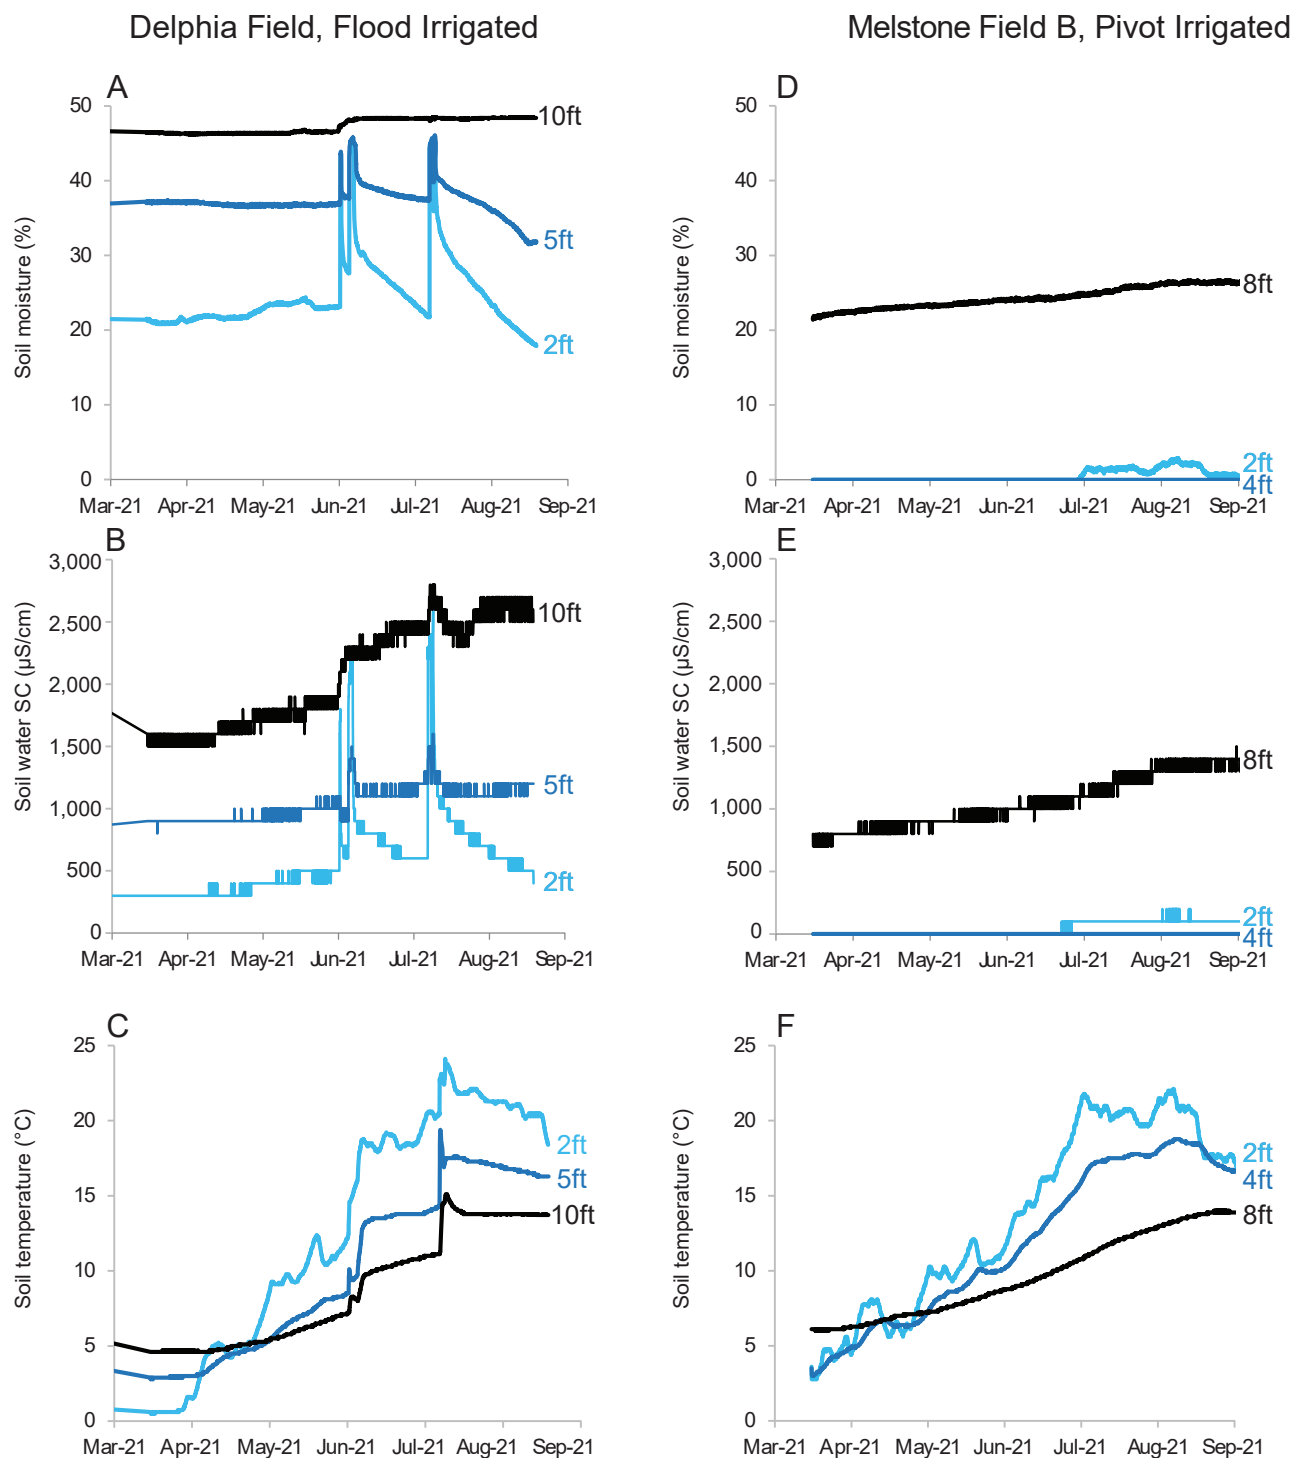 Delphia Field, Flood Irrigated
Melstone Field B, Pivot Irrigated
A
Soil moisture (%)
50
40
30
20
10
0
10ft
5ft
2ft
Mar-21 Apr-21 May-21 Jun-21 Jul-21 Aug-21 Sep-21
D
Soil moisture (%)
50
40
30
20
10
0
8ft
2ft
4ft
Mar-21 Apr-21 May-21 Jun-21 Jul-21 Aug-21 Sep-21
B
Soil water SC (µS/cm)
3,000
2,500
2,000
1,500
1,000
500
0
10ft
5ft
2ft
Mar-21 Apr-21 May-21 Jun-21 Jul-21 Aug-21 Sep-21
E
Soil water SC (µS/cm)
3,000
2,500
2,000
1,500
1,000
500
0
8ft
2ft
4ft
Mar-21 Apr-21 May-21 Jun-21 Jul-21 Aug-21 Sep-21
C
Soil temperature (°C)
25
20
15
10
5
0
2ft
5ft
10ft
Mar-21 Apr-21 May-21 Jun-21 Jul-21 Aug-21 Sep-21
F
Soil temperature (°C)
25
20
15
10
5
0
2ft
4ft
8ft
Mar-21 Apr-21 May-21 Jun-21 Jul-21 Aug-21 Sep-21